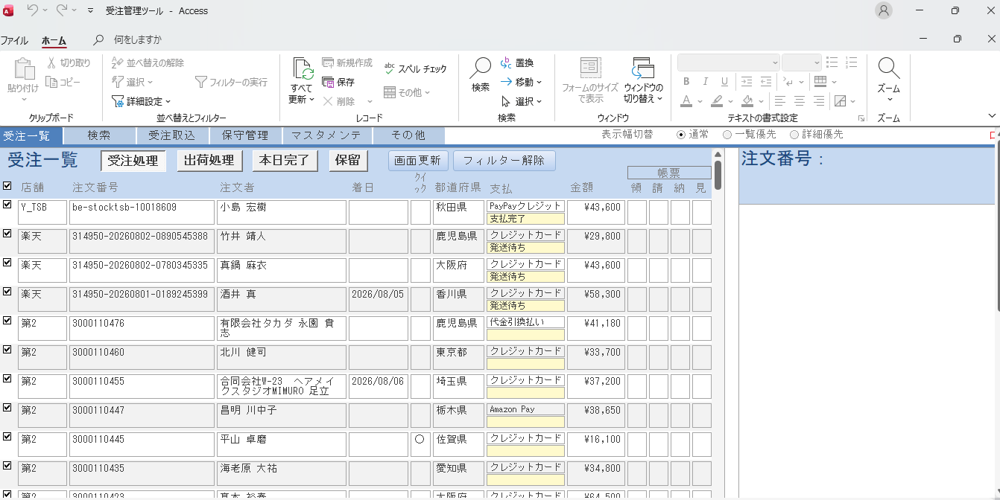 受注管理ツール - Access
ファイル ホーム 何をしますか
貼り付け 切り取り コピー クリップボード
並べ替えの解除 選択 詳細設定 フィルターの実行 並べ替えとフィルター
すべて更新 新規作成 保存 削除 スペル チェック その他 レコード
検索 置換 移動 選択 検索
フォームのサイズで表示 ウィンドウの切り替え ウィンドウ
B I U A テキストの書式設定
ズーム ズーム
受注一覧 検索 受注取込 保守管理 マスタメンテ その他 表示幅切替 通常 一覧優先 詳細優先
受注一覧 受注処理 出荷処理 本日完了 保留 画面更新 フィルター解除 注文番号：
帳票
店舗 注文番号 注文者 着日 クイック 都道府県 支払 金額 領 請 納 見
Y_TSB be-stocktsb-10018609 小島 宏樹 秋田県 PayPayクレジット ¥43,600
支払完了
楽天 314950-20260802-0890545388 竹井 靖人 鹿児島県 クレジットカード ¥29,800
発送待ち
楽天 314950-20260802-0780345335 真鍋 麻衣 大阪府 クレジットカード ¥43,600
発送待ち
楽天 314950-20260801-0189245399 酒井 真 2026/08/05 香川県 クレジットカード ¥58,300
発送待ち
第2 3000110476 有限会社タカダ 永園 貴志 鹿児島県 代金引換払い ¥41,180
第2 3000110460 北川 健司 東京都 クレジットカード ¥33,700
第2 3000110455 合同会社W-23 ヘアメイクスタジオMIMURO 足立 2026/08/06 埼玉県 クレジットカード ¥37,200
第2 3000110447 昌明 川中子 栃木県 Amazon Pay ¥38,650
第2 3000110445 平山 卓磨 ○ 佐賀県 クレジットカード ¥16,100
第2 3000110435 海老原 大祐 愛知県 クレジットカード ¥34,800
第2 3000110423 大阪府 クレジットカード ¥64,500